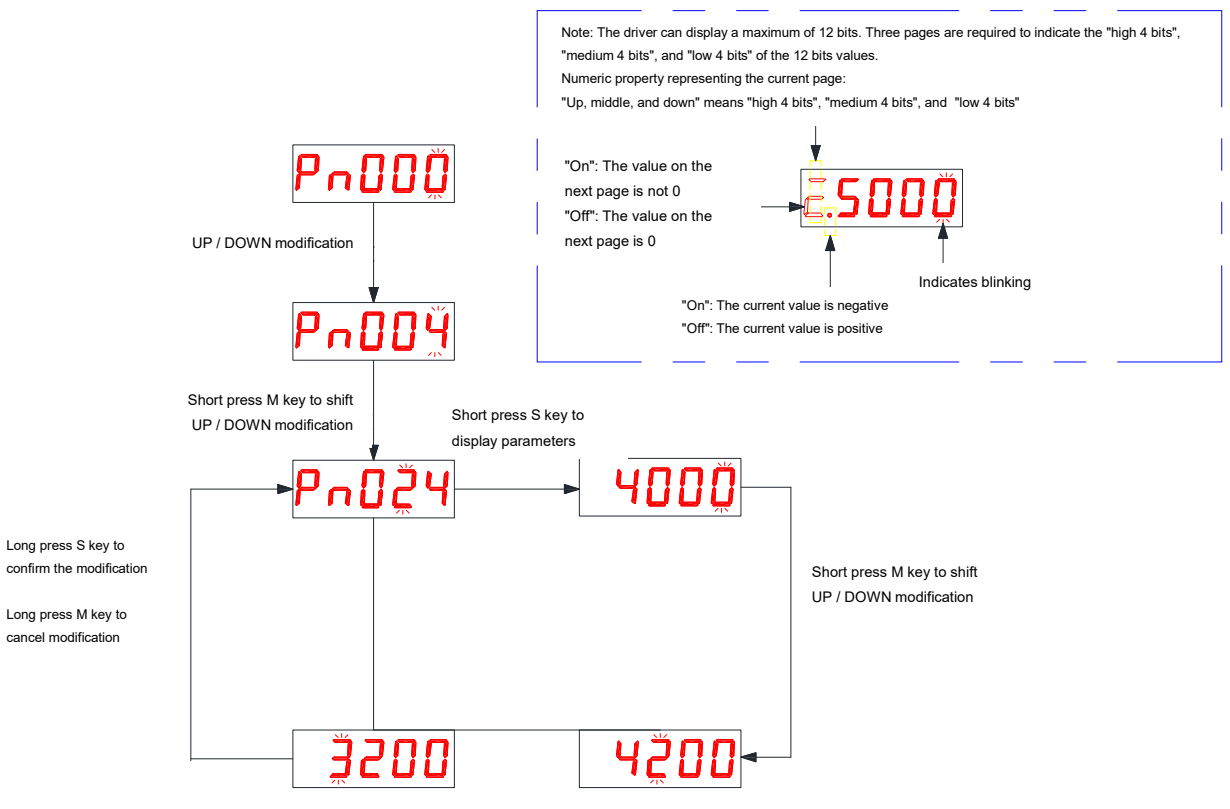 Note: The driver can display a maximum of 12 bits. Three pages are required to indicate the "high 4 bits",
"medium 4 bits", and "low 4 bits" of the 12 bits values.
Numeric property representing the current page:
"Up, middle, and down" means "high 4 bits", "medium 4 bits", and "low 4 bits"
"On": The value on the
next page is not 0
"Off": The value on the
next page is 0
.5000
Indicates blinking
"On": The current value is negative
"Off": The current value is positive
Pn000
UP / DOWN modification
Pn004
Short press M key to shift
UP / DOWN modification
Short press S key to
display parameters
Pn024
4000
Long press S key to
confirm the modification
Long press M key to
cancel modification
Short press M key to shift
UP / DOWN modification
3200
4200